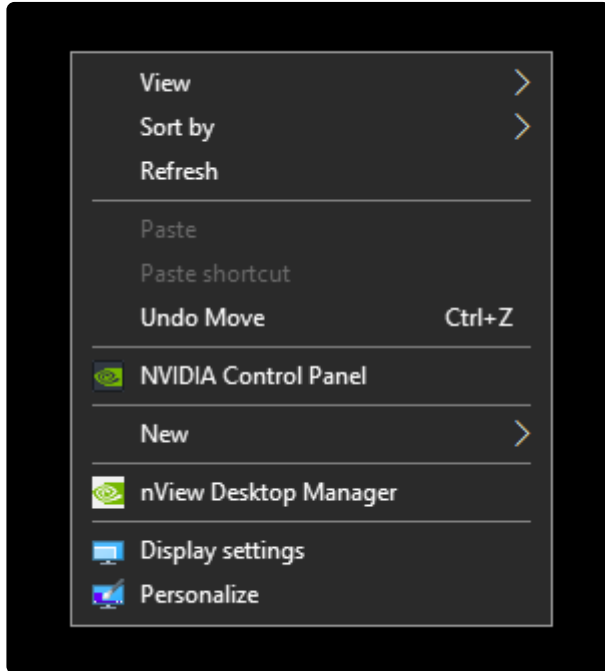 View
Sort by
Refresh
Paste
Paste shortcut
Undo Move Ctrl+Z
NVIDIA Control Panel
New
nView Desktop Manager
Display settings
Personalize